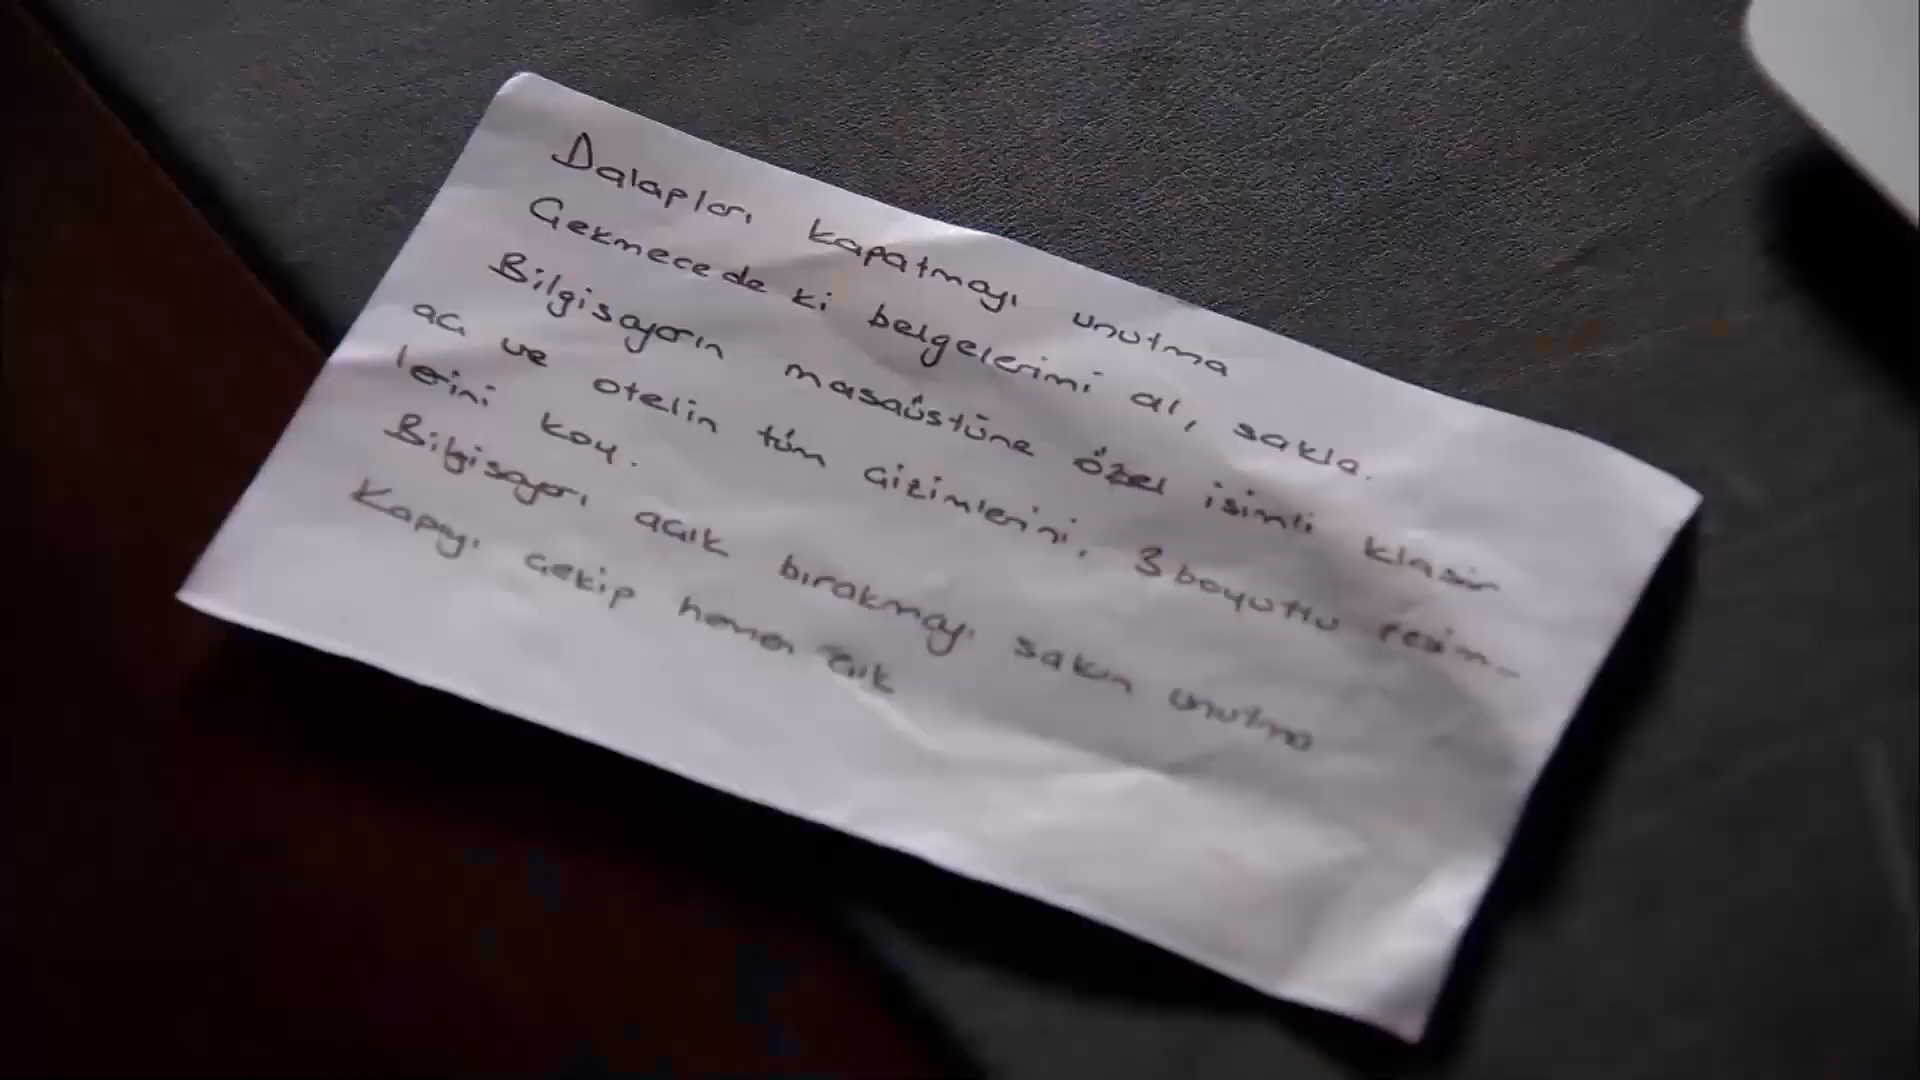 Dalapları kapatmayı unutma
Çekmecede ki belgelerimi al, sakla.
Bilgisayarın masaüstüne özel isimli klasör
aç ve otelin tüm çizimlerini, 3 boyutlu resim-
lerini koy.
Bilgisayarı açık bırakmayı sakın unutma
Kapıyı çekip hemen çık